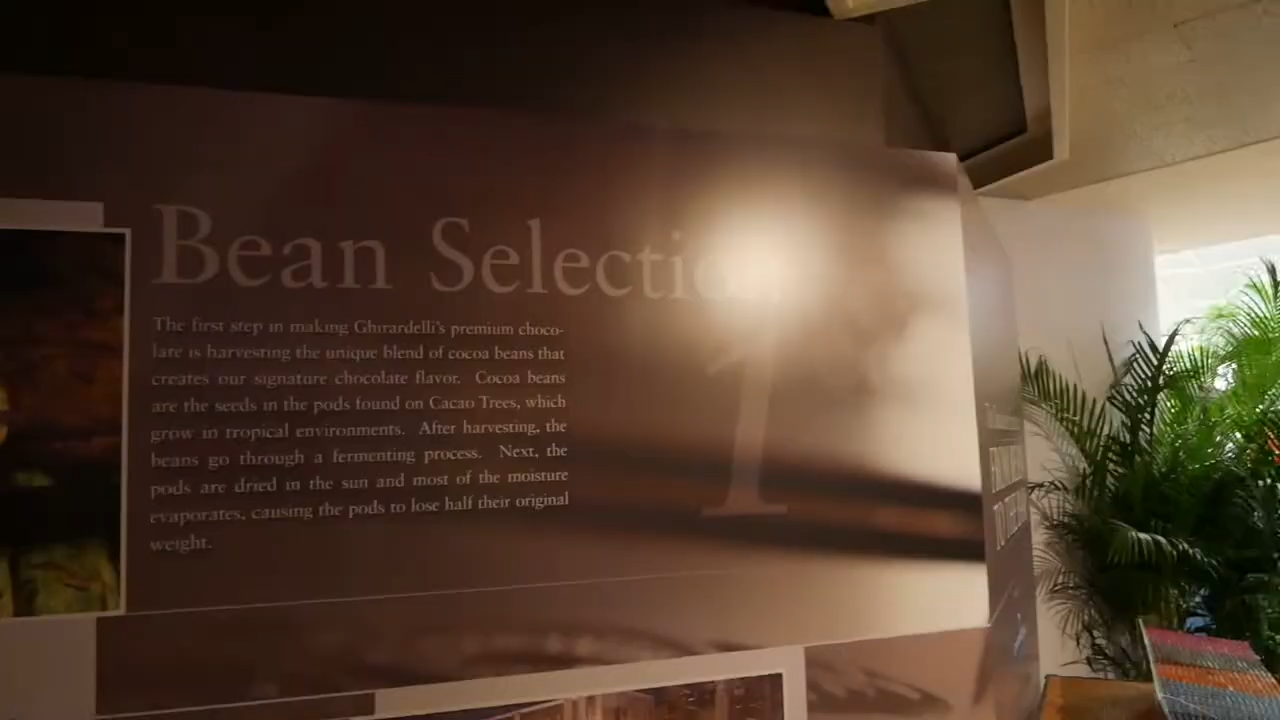 Bean Selection
1
The first step in making Ghirardelli's premium choco-
late is harvesting the unique blend of cocoa beans that
creates our signature chocolate flavor. Cocoa beans
are the seeds in the pods found on Cacao Trees, which
grow in tropical environments. After harvesting, the
beans go through a fermenting process. Next, the
pods are dried in the sun and most of the moisture
evaporates, causing the pods to lose half their original
weight.